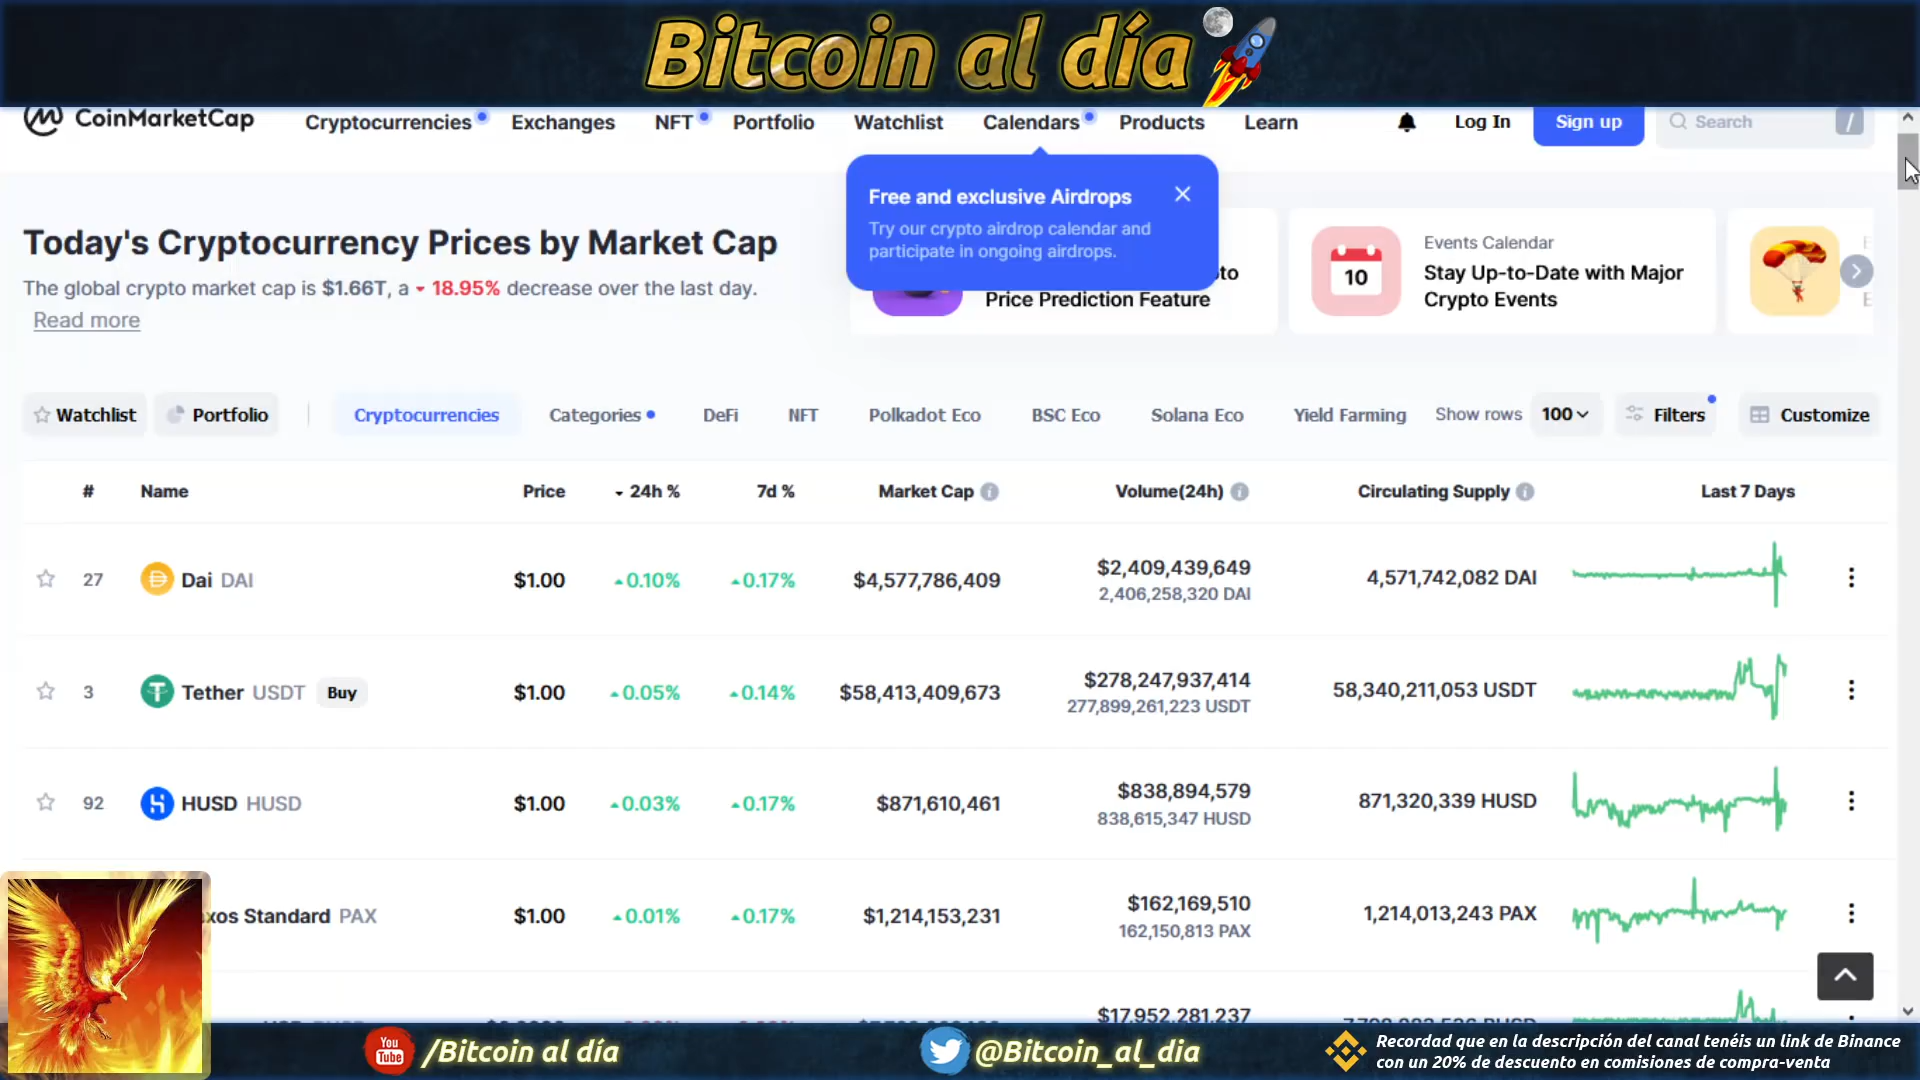 Bitcoin al día
CoinMarketCap
Cryptocurrencies Exchanges NFT Portfolio Watchlist Calendars Products Learn Log In Sign up Search /
Free and exclusive Airdrops
Try our crypto airdrop calendar and
participate in ongoing airdrops.
Price Prediction Feature
Events Calendar
Stay Up-to-Date with Major
Crypto Events
10
Today's Cryptocurrency Prices by Market Cap
The global crypto market cap is $1.66T, a 18.95% decrease over the last day.
Read more
Watchlist Portfolio Cryptocurrencies Categories DeFi NFT Polkadot Eco BSC Eco Solana Eco Yield Farming Show rows 100 Filters Customize
# Name Price 24h % 7d % Market Cap Volume(24h) Circulating Supply Last 7 Days
27 Dai DAI $1.00 0.10% 0.17% $4,577,786,409 $2,409,439,649 4,571,742,082 DAI
2,406,258,320 DAI
3 Tether USDT Buy $1.00 0.05% 0.14% $58,413,409,673 $278,247,937,414 58,340,211,053 USDT
277,899,261,223 USDT
92 HUSD HUSD $1.00 0.03% 0.17% $871,610,461 $838,894,579 871,320,339 HUSD
838,615,347 HUSD
xos Standard PAX $1.00 0.01% 0.17% $1,214,153,231 $162,169,510 1,214,013,243 PAX
162,150,813 PAX
$17,952,281,237
You Tube /Bitcoin al día
@Bitcoin_al_dia
Recordad que en la descripción del canal tenéis un link de Binance
con un 20% de descuento en comisiones de compra-venta